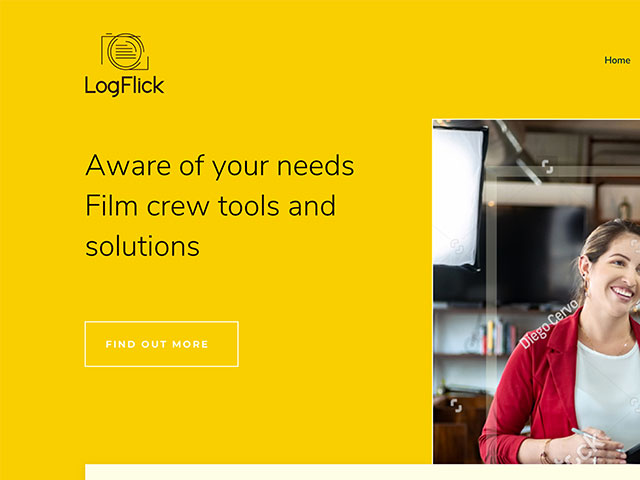 LogFlick
Home
Aware of your needs
Film crew tools and
solutions
FIND OUT MORE
Diego Cervo